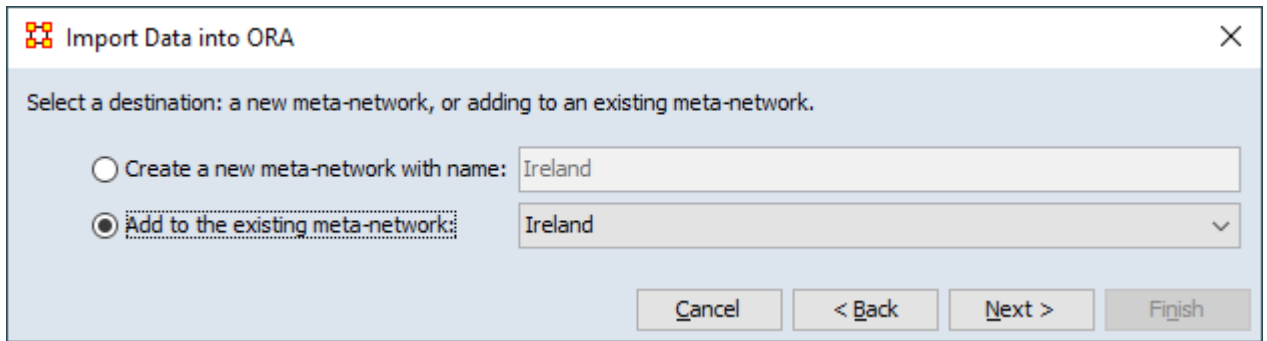 Import Data into ORA
Select a destination: a new meta-network, or adding to an existing meta-network.
Create a new meta-network with name: Ireland
Add to the existing meta-network: Ireland
Cancel < Back Next > Finish